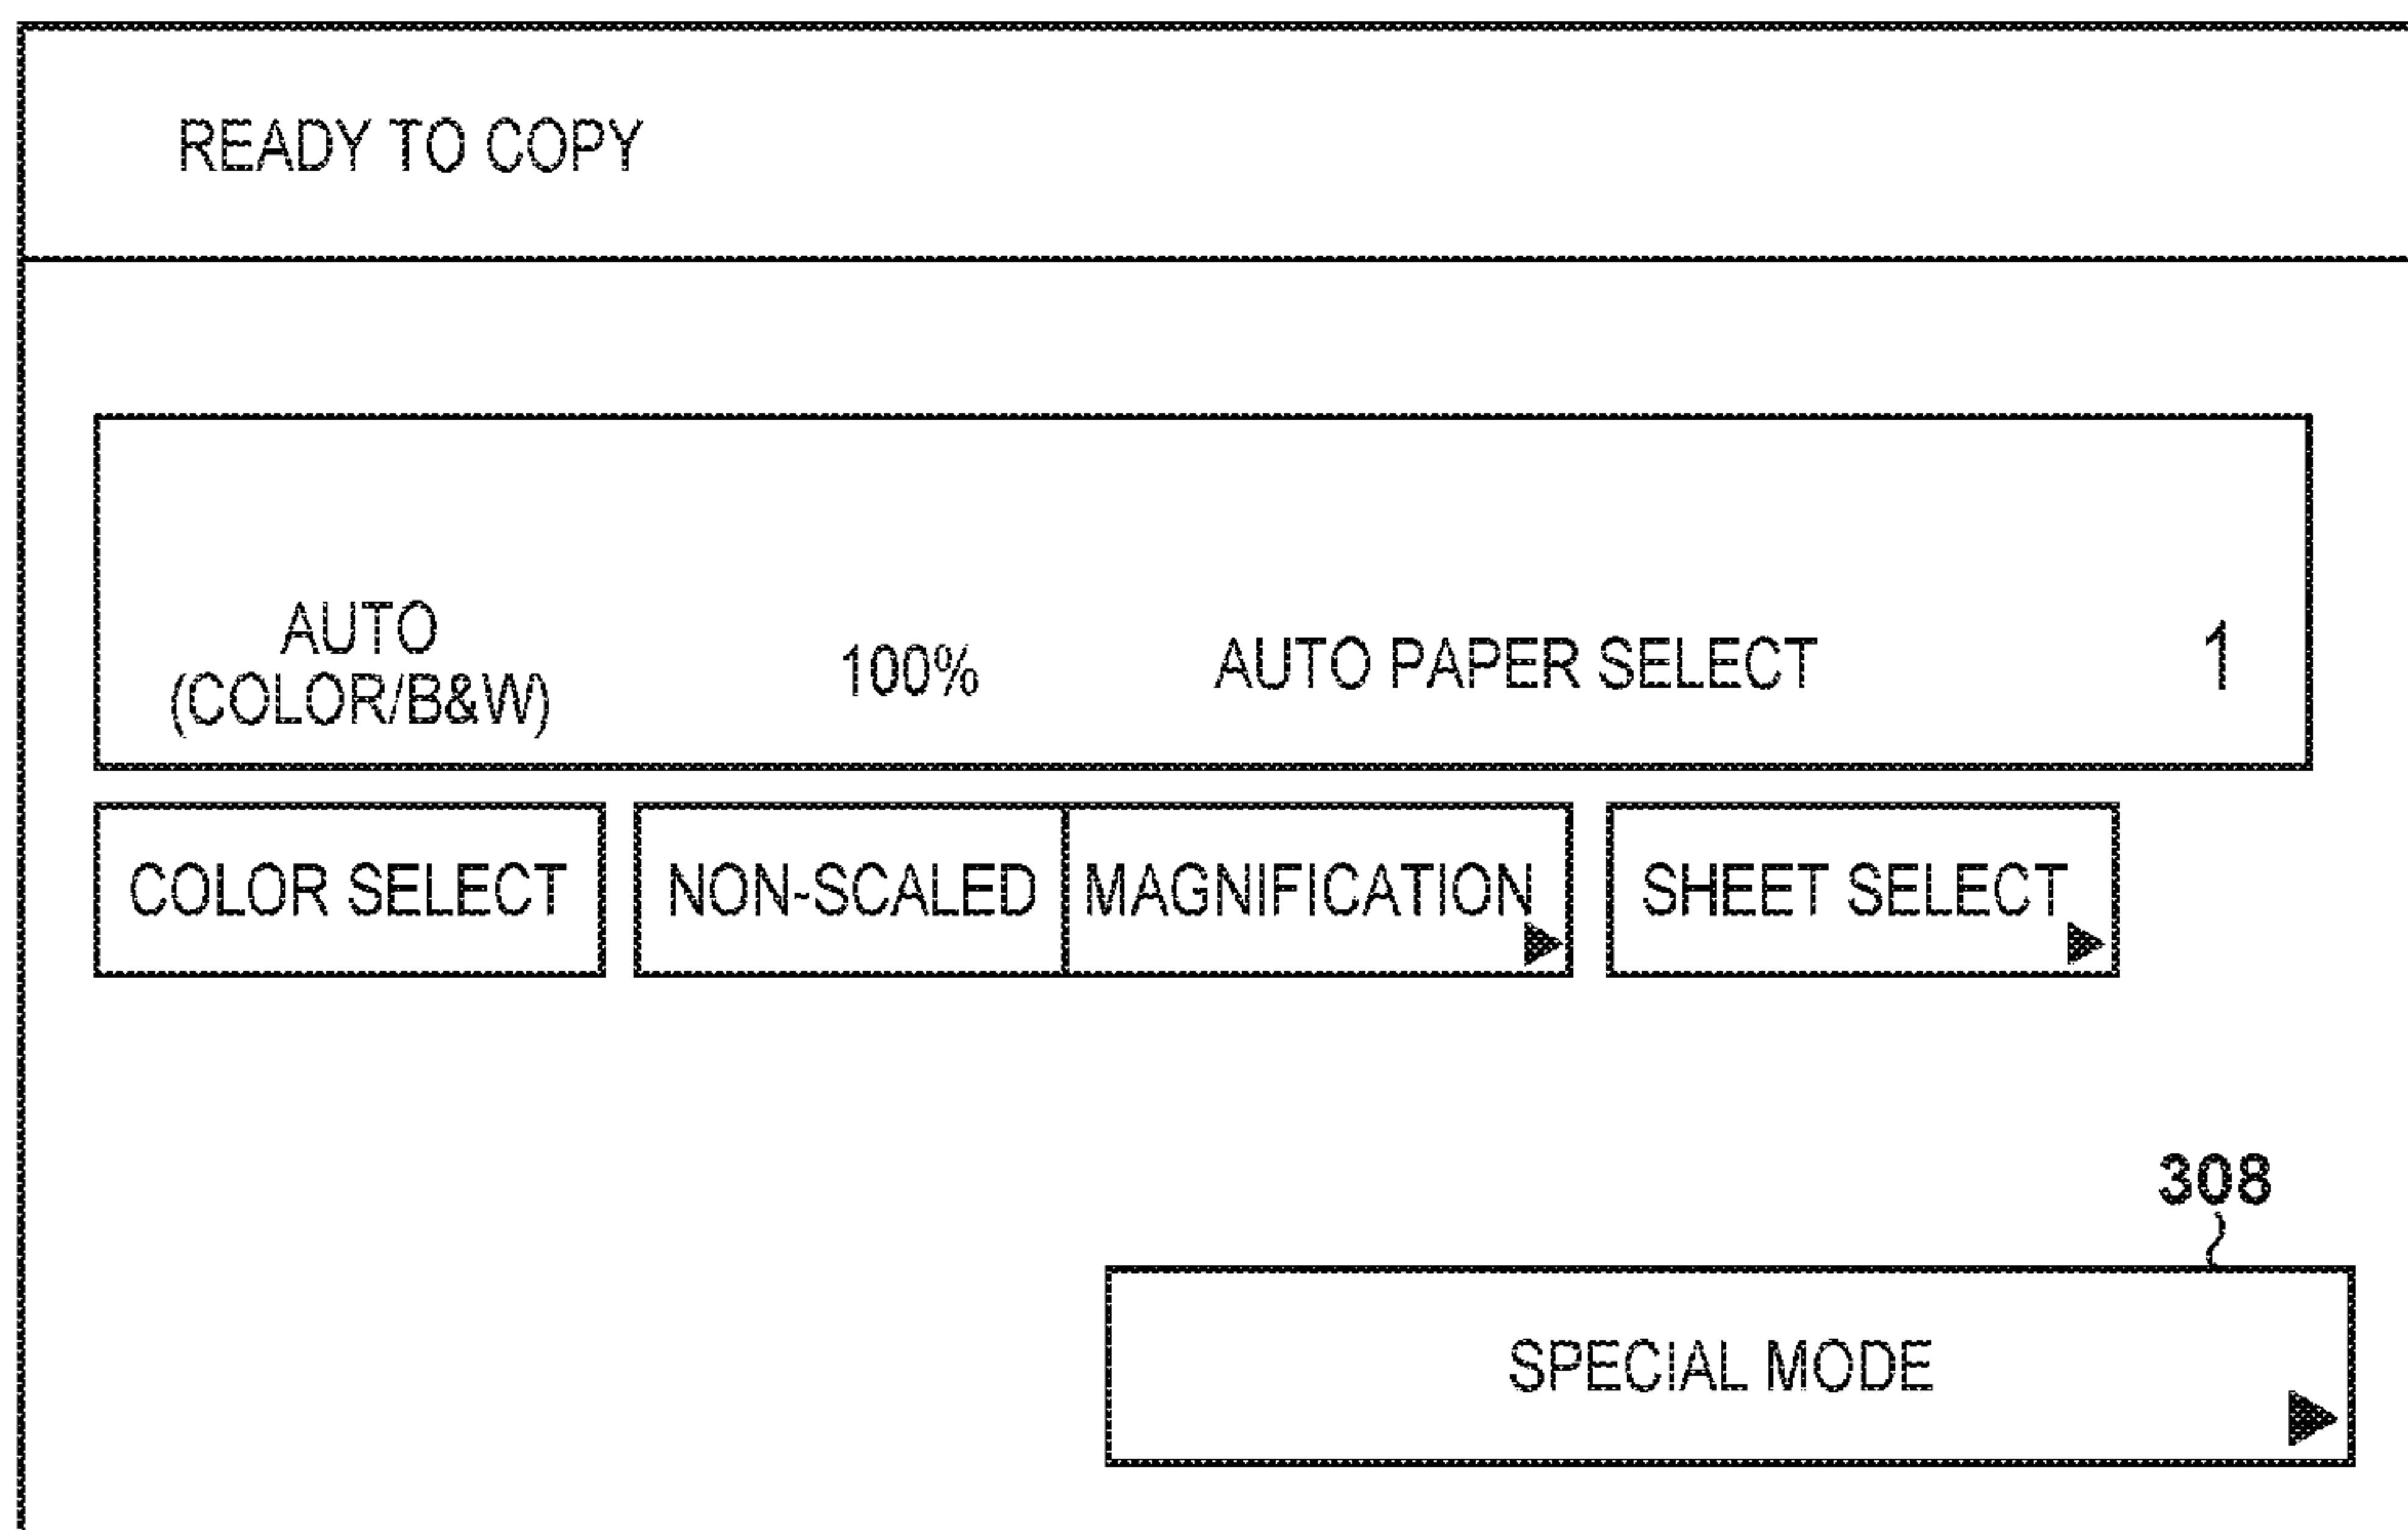 READY TO COPY
AUTO
(COLOR/B&W)
100%
AUTO PAPER SELECT
1
COLOR SELECT
NON-SCALED
MAGNIFICATION
SHEET SELECT
308
SPECIAL MODE